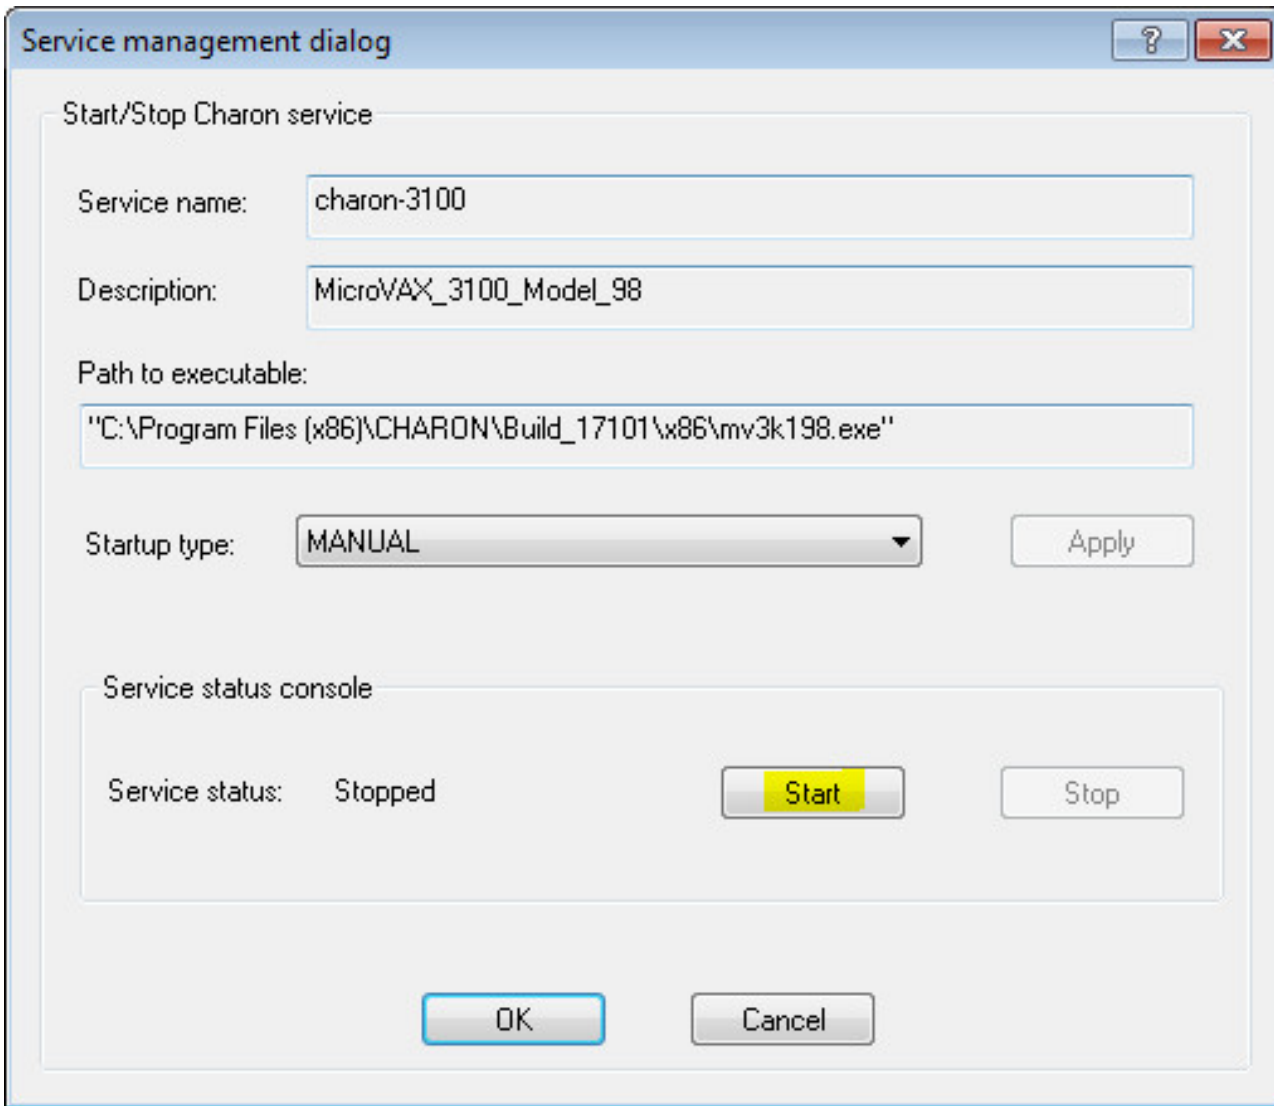 Service management dialog
Start/Stop Charon service
Service name: charon-3100
Description: MicroVAX_3100_Model_98
Path to executable:
"C:\Program Files (x86)\CHARON\Build_17101\x86\mv3k198.exe"
Startup type: MANUAL Apply
Service status console
Service status: Stopped Start Stop
OK Cancel